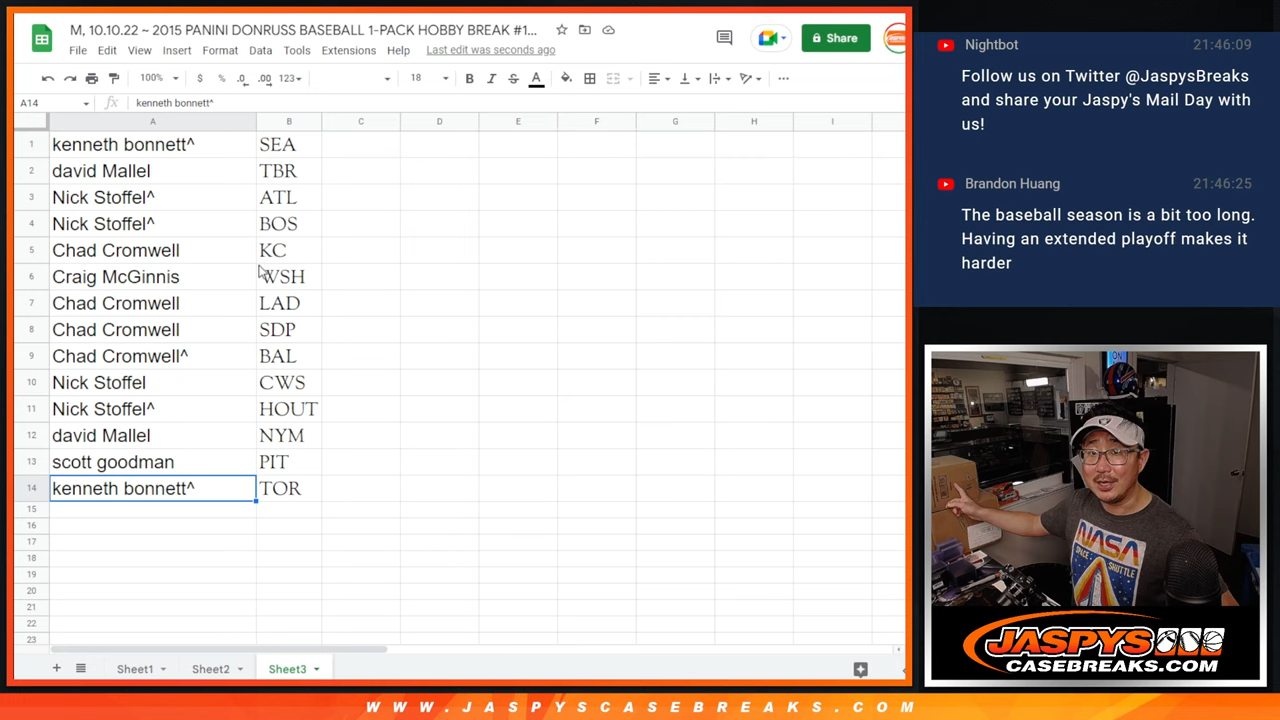 M, 10.10.22 ~ 2015 PANINI DONRUSS BASEBALL 1-PACK HOBBY BREAK #1...
File Edit View Insert Format Data Tools Extensions Help Last edit was seconds ago
Share
100% $ % .0 .00 123 18 B I S A
A14 fx kenneth bonnett^
A B C D E F G H I
1 kenneth bonnett^ SEA
2 david Mallel TBR
3 Nick Stoffel^ ATL
4 Nick Stoffel^ BOS
5 Chad Cromwell KC
6 Craig McGinnis WSH
7 Chad Cromwell LAD
8 Chad Cromwell SDP
9 Chad Cromwell^ BAL
10 Nick Stoffel CWS
11 Nick Stoffel^ HOUT
12 david Mallel NYM
13 scott goodman PIT
14 kenneth bonnett^ TOR
15
16
17
18
19
20
21
22
23
Sheet1 Sheet2 Sheet3
Nightbot 21:46:09
Follow us on Twitter @JaspysBreaks
and share your Jaspy's Mail Day with
us!
Brandon Huang 21:46:25
The baseball season is a bit too long.
Having an extended playoff makes it
harder
ON
NASA
SPACE SHUTTLE
JASPYS
CASEBREAKS.COM
WWW.JASPYSCASEBREAKS.COM